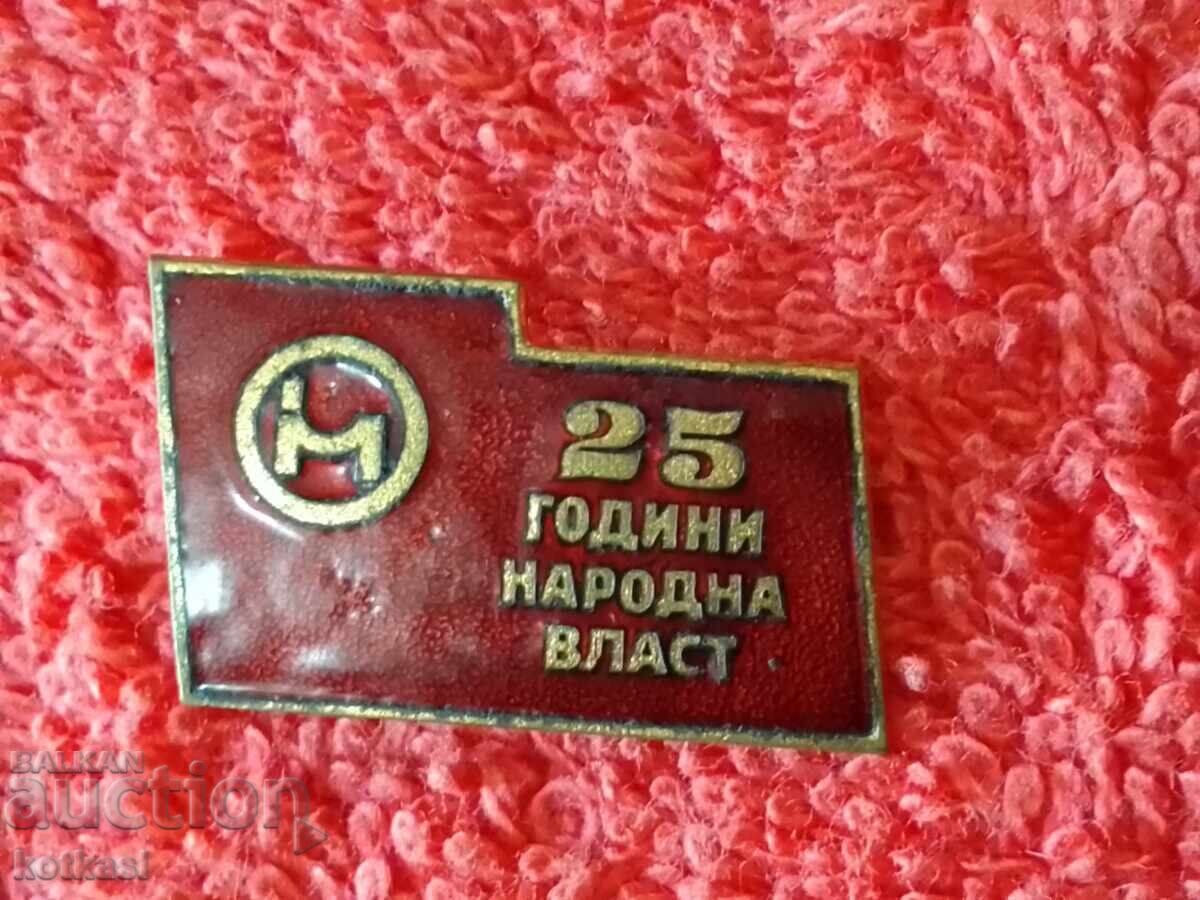 25
ГОДИНИ
НАРОДНА
ВЛАСТ
BALKAN
auction
kotkasi